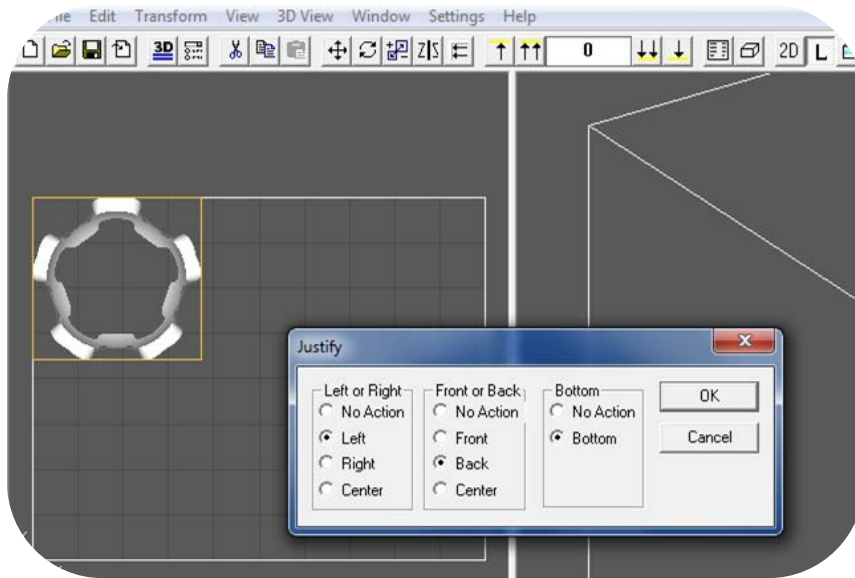 Edit Transform View 3D View Window Settings Help
3D Z|S 0 2D L
Justify
Left or Right Front or Back Bottom
No Action No Action No Action
Left Front Bottom
Right Back
Center Center
OK
Cancel